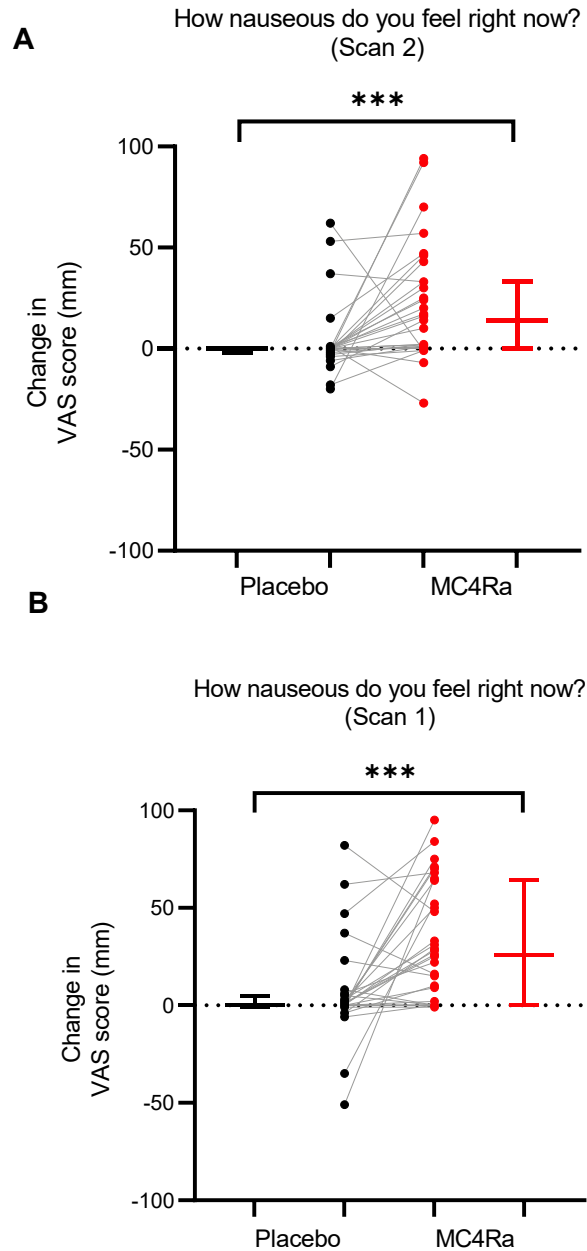 A
How nauseous do you feel right now?
(Scan 2)
***
100
50
0
-50
-100
Change in
VAS score (mm)
Placebo
MC4Ra
B
How nauseous do you feel right now?
(Scan 1)
***
100
50
0
-50
-100
Change in
VAS score (mm)
Placebo
MC4Ra